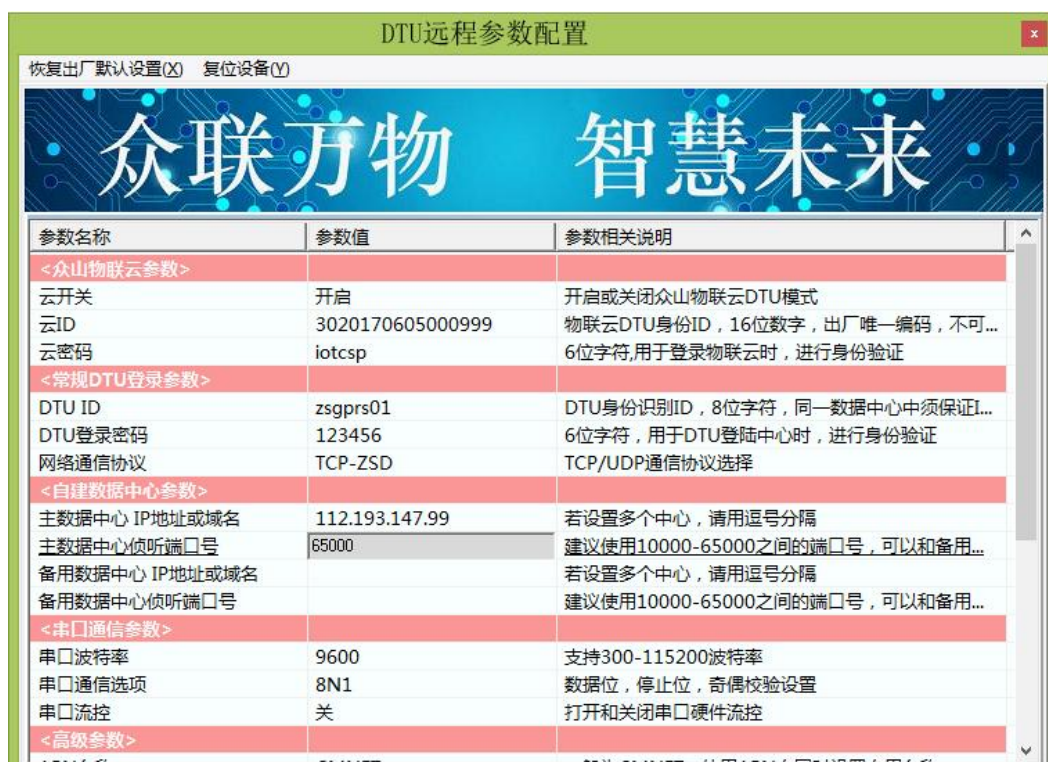 DTU远程参数配置
x
恢复出厂默认设置(X) 复位设备(Y)
众联万物 智慧未来
参数名称 参数值 参数相关说明
<众山物联云参数>
云开关 开启 开启或关闭众山物联云DTU模式
云ID 3020170605000999 物联云DTU身份ID，16位数字，出厂唯一编码，不可...
云密码 iotcsp 6位字符,用于登录物联云时，进行身份验证
<常规DTU登录参数>
DTU ID zsgprs01 DTU身份识别ID，8位字符，同一数据中心中须保证I...
DTU登录密码 123456 6位字符，用于DTU登陆中心时，进行身份验证
网络通信协议 TCP-ZSD TCP/UDP通信协议选择
<自建数据中心参数>
主数据中心 IP地址或域名 112.193.147.99 若设置多个中心，请用逗号分隔
主数据中心侦听端口号 65000 建议使用10000-65000之间的端口号，可以和备用...
备用数据中心 IP地址或域名 若设置多个中心，请用逗号分隔
备用数据中心侦听端口号 建议使用10000-65000之间的端口号，可以和备用...
<串口通信参数>
串口波特率 9600 支持300-115200波特率
串口通信选项 8N1 数据位，停止位，奇偶校验设置
串口流控 关 打开和关闭串口硬件流控
<高级参数>